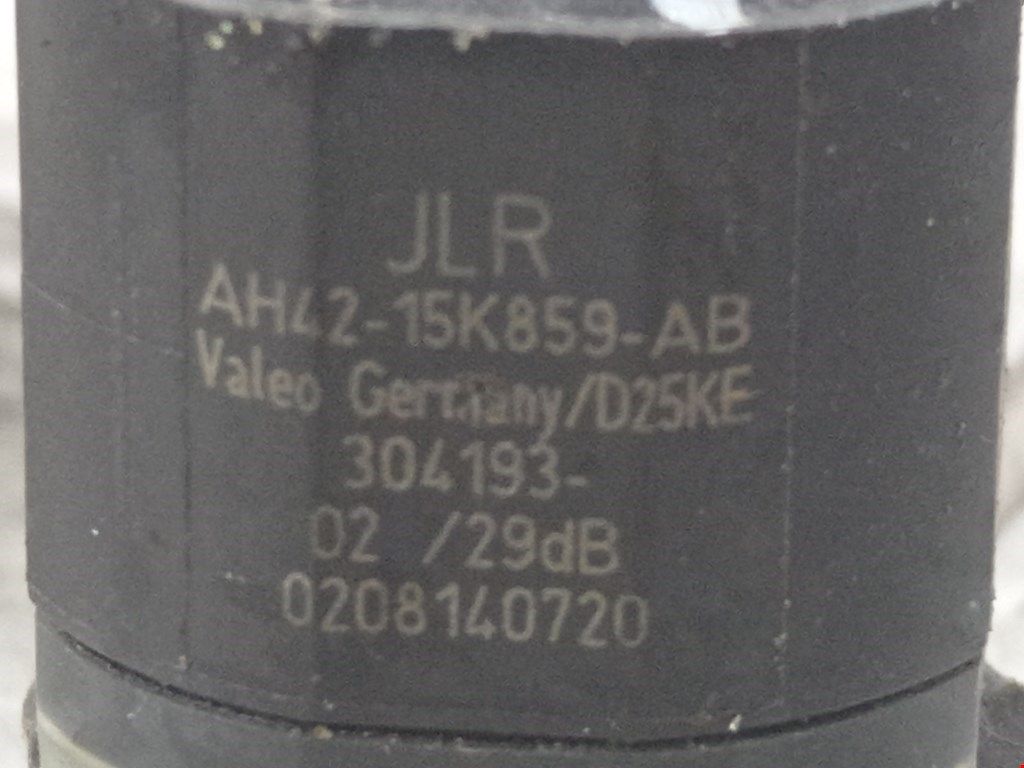 JLR
AH42-15K859-AB
Valeo Germany/D25KE
304193-
02 /29dB
0208140720